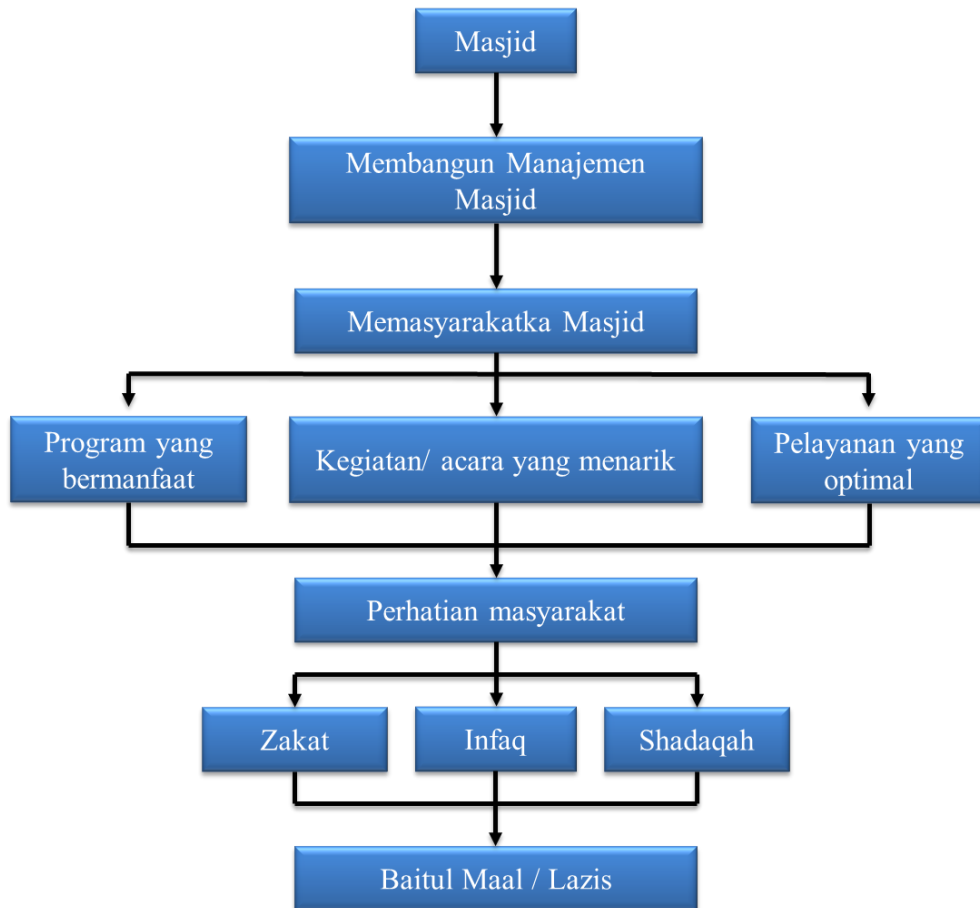 Masjid
Membangun Manajemen
Masjid
Memasyarakatka Masjid
Program yang
bermanfaat
Kegiatan/ acara yang menarik
Pelayanan yang
optimal
Perhatian masyarakat
Zakat
Infaq
Shadaqah
Baitul Maal / Lazis